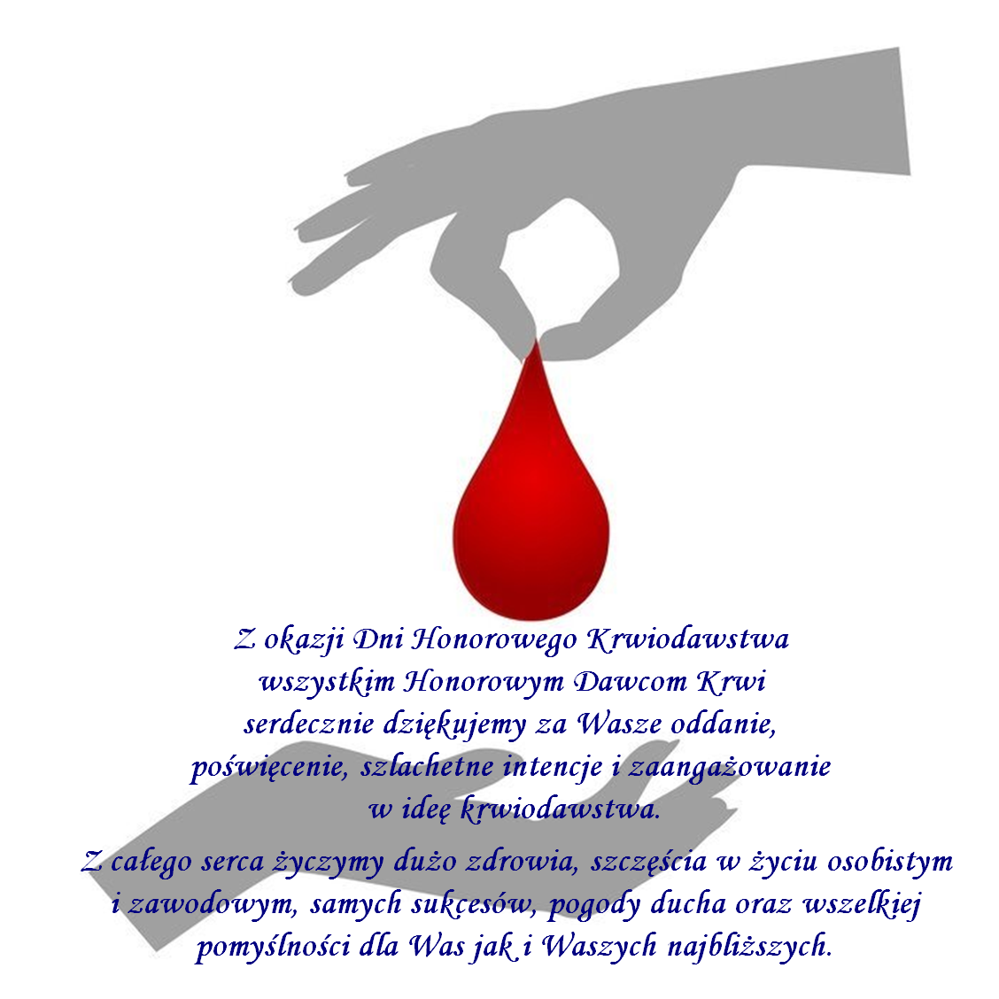 Z okazji Dni Honorowego Krwiodawstwa
wszystkim Honorowym Dawcom Krwi
serdecznie dziękujemy za Wasze oddanie,
poświęcenie, szlachetne intencje i zaangażowanie
w ideę krwiodawstwa.
Z całego serca życzymy dużo zdrowia, szczęścia w życiu osobistym
i zawodowym, samych sukcesów, pogody ducha oraz wszelkiej
pomyślności dla Was jak i Waszych najbliższych.